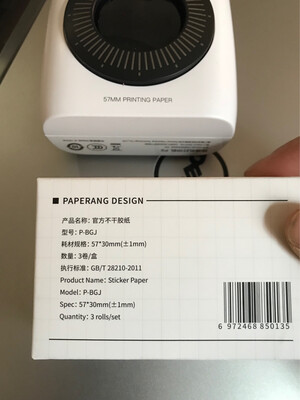 57MM PRINTING PAPER
■ PAPERANG DESIGN
产品名称: 官方不干胶纸
型号: P-BGJ
耗材规格: 57*30mm(±1mm)
数量: 3卷/盒
执行标准: GB/T 28210-2011
Product Name: Sticker Paper
Model: P-BGJ
Spec: 57*30mm(±1mm)
Quantity: 3 rolls/set
6 972468 850135